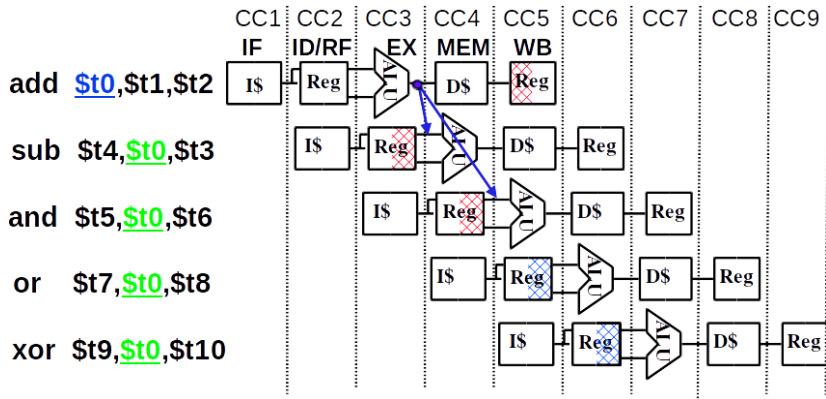 CC1 CC2 CC3 CC4 CC5 CC6 CC7 CC8 CC9
IF ID/RF EX MEM WB
add $t0,$t1,$t2 I$ Reg ALU D$ Reg
sub $t4,$t0,$t3 I$ Reg ALU D$ Reg
and $t5,$t0,$t6 I$ Reg ALU D$ Reg
or $t7,$t0,$t8 I$ Reg ALU D$ Reg
xor $t9,$t0,$t10 I$ Reg ALU D$ Reg